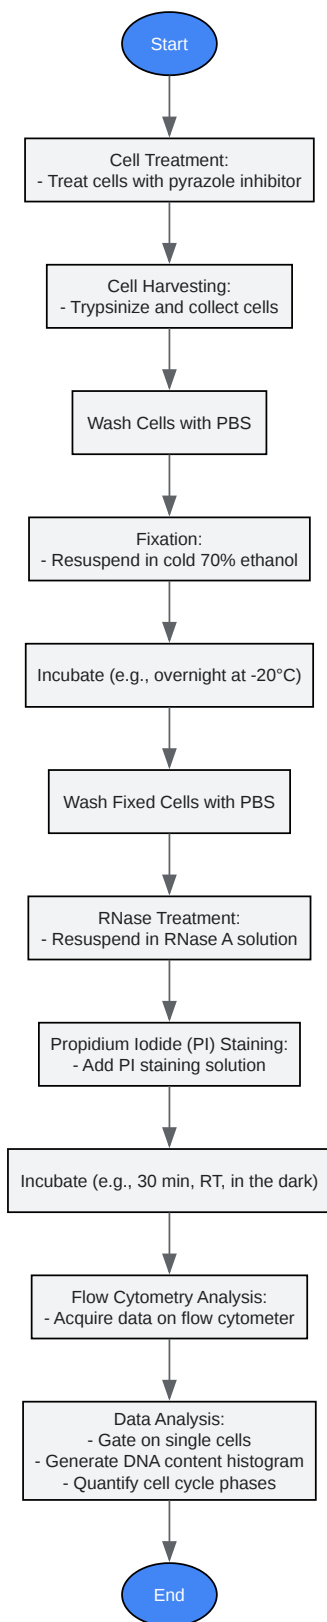 Start
Cell Treatment:
- Treat cells with pyrazole inhibitor
Cell Harvesting:
- Trypsinize and collect cells
Wash Cells with PBS
Fixation:
- Resuspend in cold 70% ethanol
Incubate (e.g., overnight at -20°C)
Wash Fixed Cells with PBS
RNase Treatment:
- Resuspend in RNase A solution
Propidium Iodide (PI) Staining:
- Add PI staining solution
Incubate (e.g., 30 min, RT, in the dark)
Flow Cytometry Analysis:
- Acquire data on flow cytometer
Data Analysis:
- Gate on single cells
- Generate DNA content histogram
- Quantify cell cycle phases
End